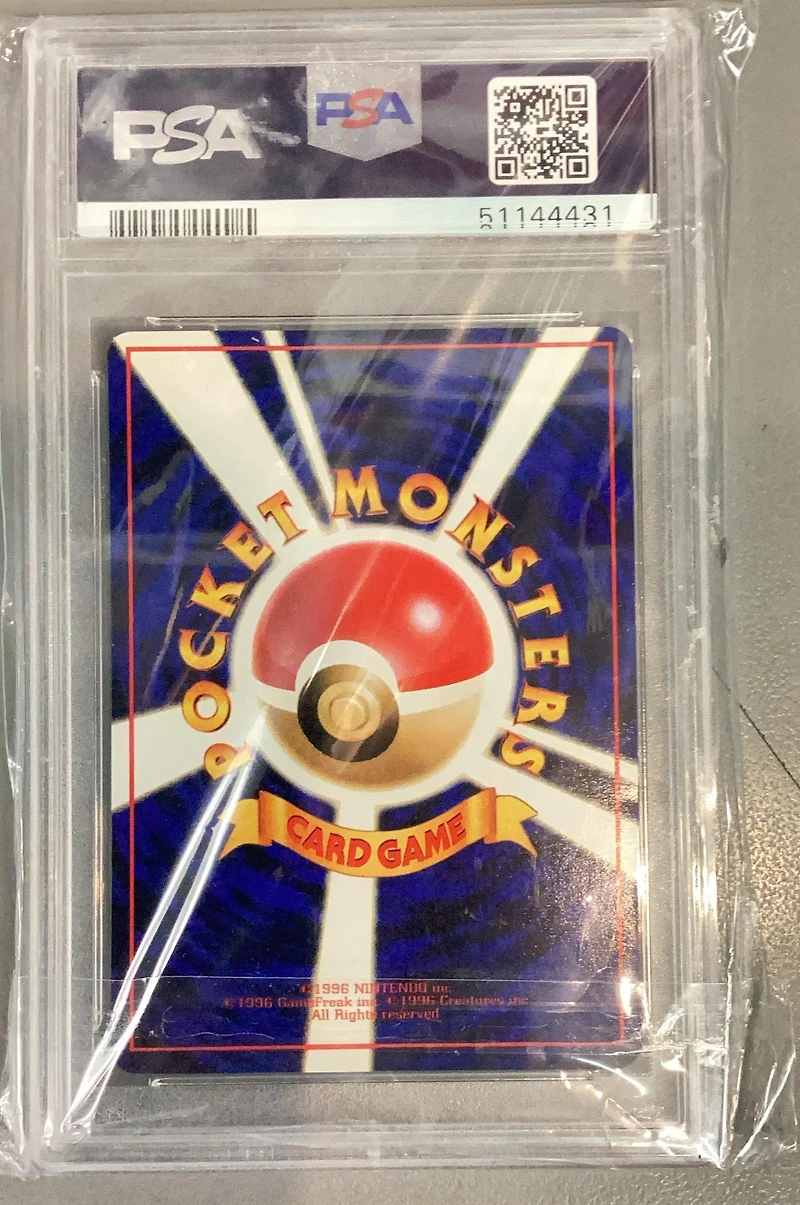 PSA
PSA
51144431
POCKET MONSTERS
CARD GAME
©1996 NINTENDO inc.
©1996 GameFreak inc. ©1996 Creatures inc.
All Rights reserved